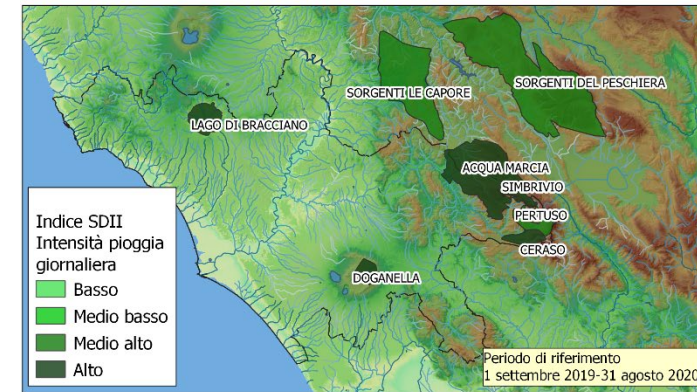 SORGENTI DEL PESCHIERA
SORGENTI LE CAPORE
LAGO DI BRACCIANO
ACQUA MARCIA
SIMBRIVIO
PERTUSO
CERASO
DOGANELLA
Indice SDII
Intensità pioggia
giornaliera
Basso
Medio basso
Medio alto
Alto
Periodo di riferimento
1 settembre 2019-31 agosto 2020